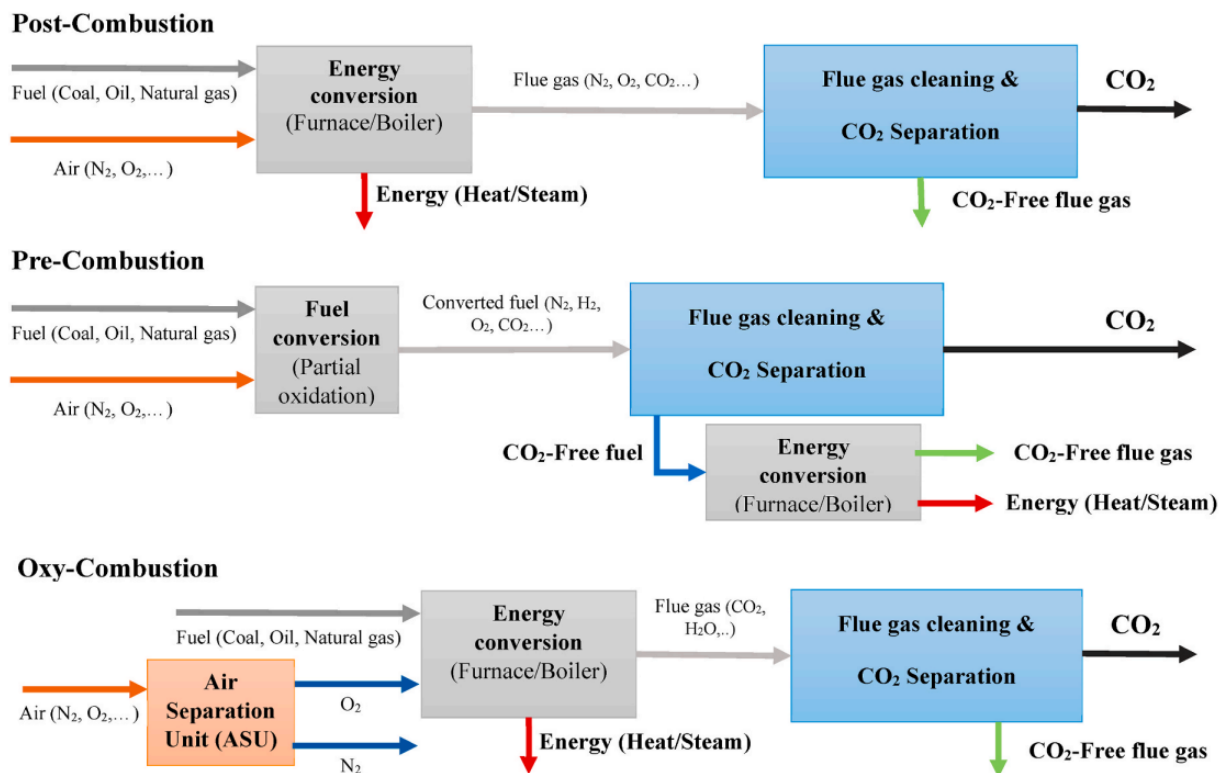 Post-Combustion
Fuel (Coal, Oil, Natural gas)
Air (N₂, O₂,…)
Energy
conversion
(Furnace/Boiler)
Energy (Heat/Steam)
Flue gas (N₂, O₂, CO₂…)
Flue gas cleaning &
CO₂ Separation
CO₂
CO₂-Free flue gas
Pre-Combustion
Fuel (Coal, Oil, Natural gas)
Air (N₂, O₂,…)
Fuel
conversion
(Partial
oxidation)
Converted fuel (N₂, H₂,
O₂, CO₂…)
Flue gas cleaning &
CO₂ Separation
CO₂
CO₂-Free fuel
Energy
conversion
(Furnace/Boiler)
CO₂-Free flue gas
Energy (Heat/Steam)
Oxy-Combustion
Fuel (Coal, Oil, Natural gas)
Air (N₂, O₂,…)
Air
Separation
Unit (ASU)
O₂
N₂
Energy
conversion
(Furnace/Boiler)
Energy (Heat/Steam)
Flue gas (CO₂,
H₂O,..)
Flue gas cleaning &
CO₂ Separation
CO₂
CO₂-Free flue gas